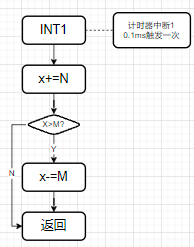 INT1
计时器中断1
0.1ms触发一次
x+=N
X>M?
Y
N
x-=M
返回